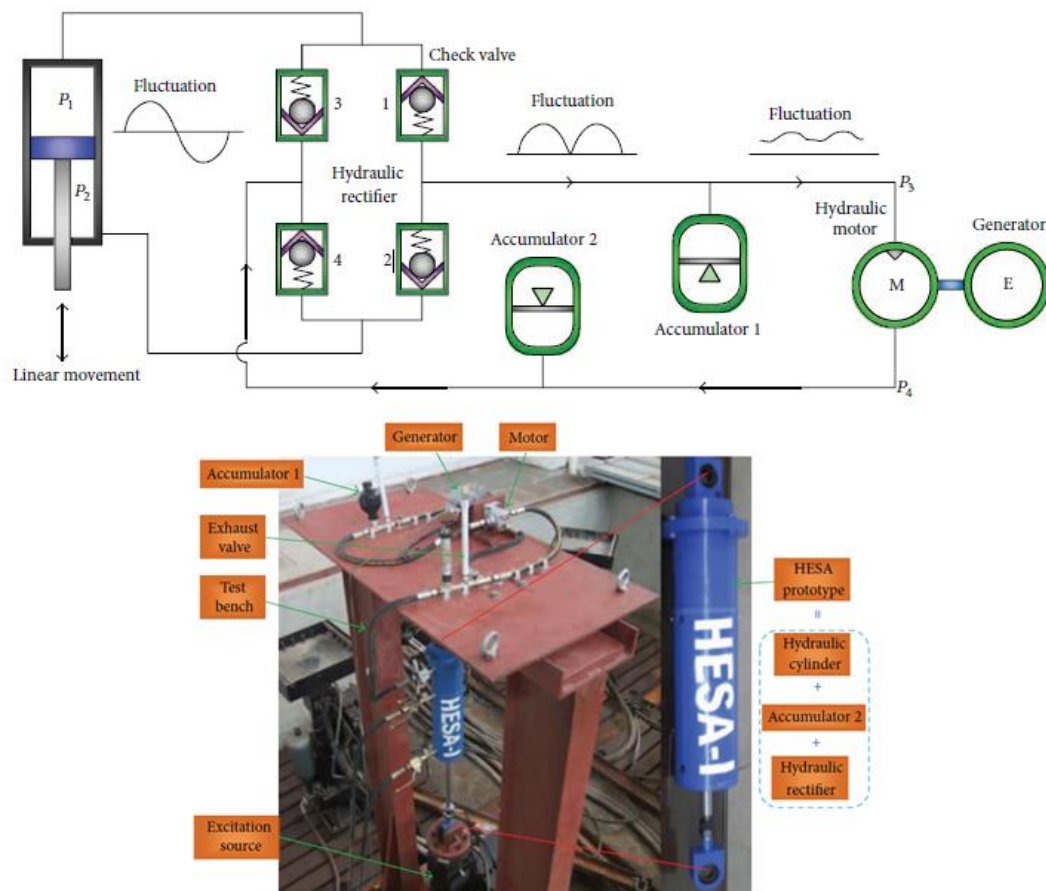 Check valve
P1
Fluctuation
3
1
Fluctuation
Fluctuation
P2
Hydraulic
rectifier
P3
Hydraulic
motor
Generator
4
2
Accumulator 2
M
E
Accumulator 1
Linear movement
P4
Generator
Motor
Accumulator 1
Exhaust
valve
Test
bench
HESA
prototype
=
Hydraulic
cylinder
+
Accumulator 2
+
Hydraulic
rectifier
HESA-I
HESA-I
Excitation
source